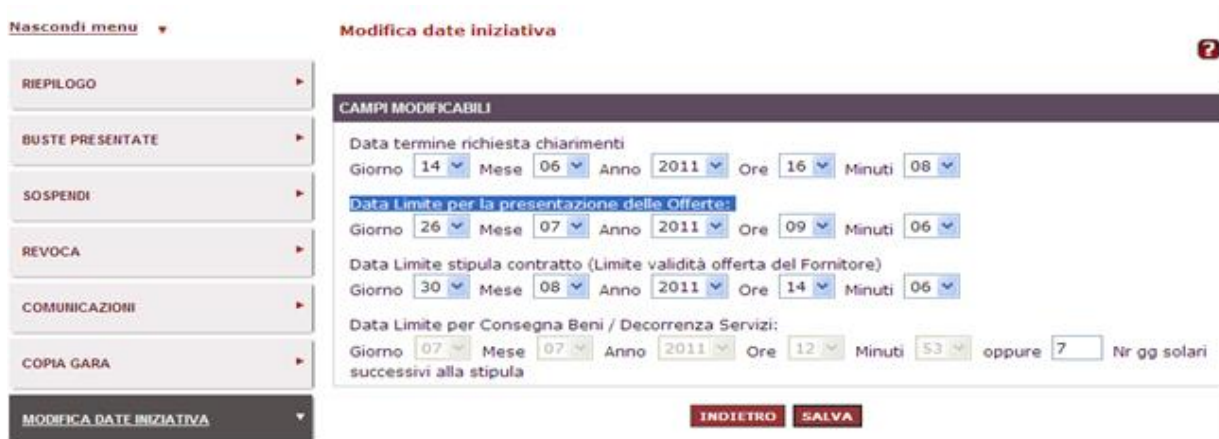 Nascondi menu
Modifica date iniziativa
?
RIEPILOGO
BUSTE PRESENTATE
SOSPENDI
REVOCA
COMUNICAZIONI
COPIA GARA
MODIFICA DATE INIZIATIVA
CAMPI MODIFICABILI
Data termine richiesta chiarimenti
Giorno 14 Mese 06 Anno 2011 Ore 16 Minuti 08
Data Limite per la presentazione delle Offerte:
Giorno 26 Mese 07 Anno 2011 Ore 09 Minuti 06
Data Limite stipula contratto (Limite validità offerta del Fornitore)
Giorno 30 Mese 08 Anno 2011 Ore 14 Minuti 06
Data Limite per Consegna Beni / Decorrenza Servizi:
Giorno 07 Mese 07 Anno 2011 Ore 12 Minuti 53 oppure 7 Nr gg solari
successivi alla stipula
INDIETRO SALVA